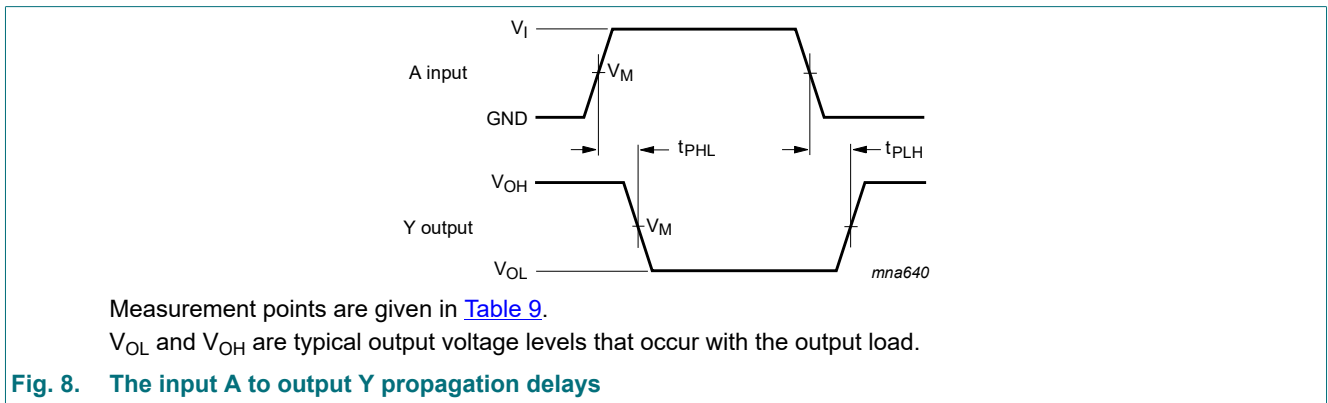 V_I
A input
V_M
GND
t_PHL
t_PLH
V_OH
Y output
V_M
V_OL
mna640
Measurement points are given in Table 9.
V_OL and V_OH are typical output voltage levels that occur with the output load.
Fig. 8. The input A to output Y propagation delays